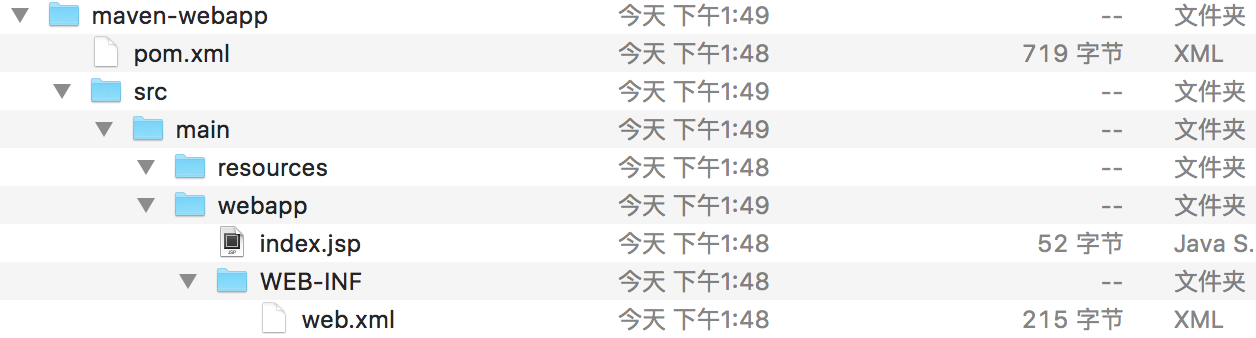 maven-webapp 今天 下午1:49 -- 文件夹
pom.xml 今天 下午1:48 719 字节 XML
src 今天 下午1:49 -- 文件夹
main 今天 下午1:49 -- 文件夹
resources 今天 下午1:48 -- 文件夹
webapp 今天 下午1:49 -- 文件夹
index.jsp 今天 下午1:48 52 字节 Java S.
WEB-INF 今天 下午1:48 -- 文件夹
web.xml 今天 下午1:48 215 字节 XML